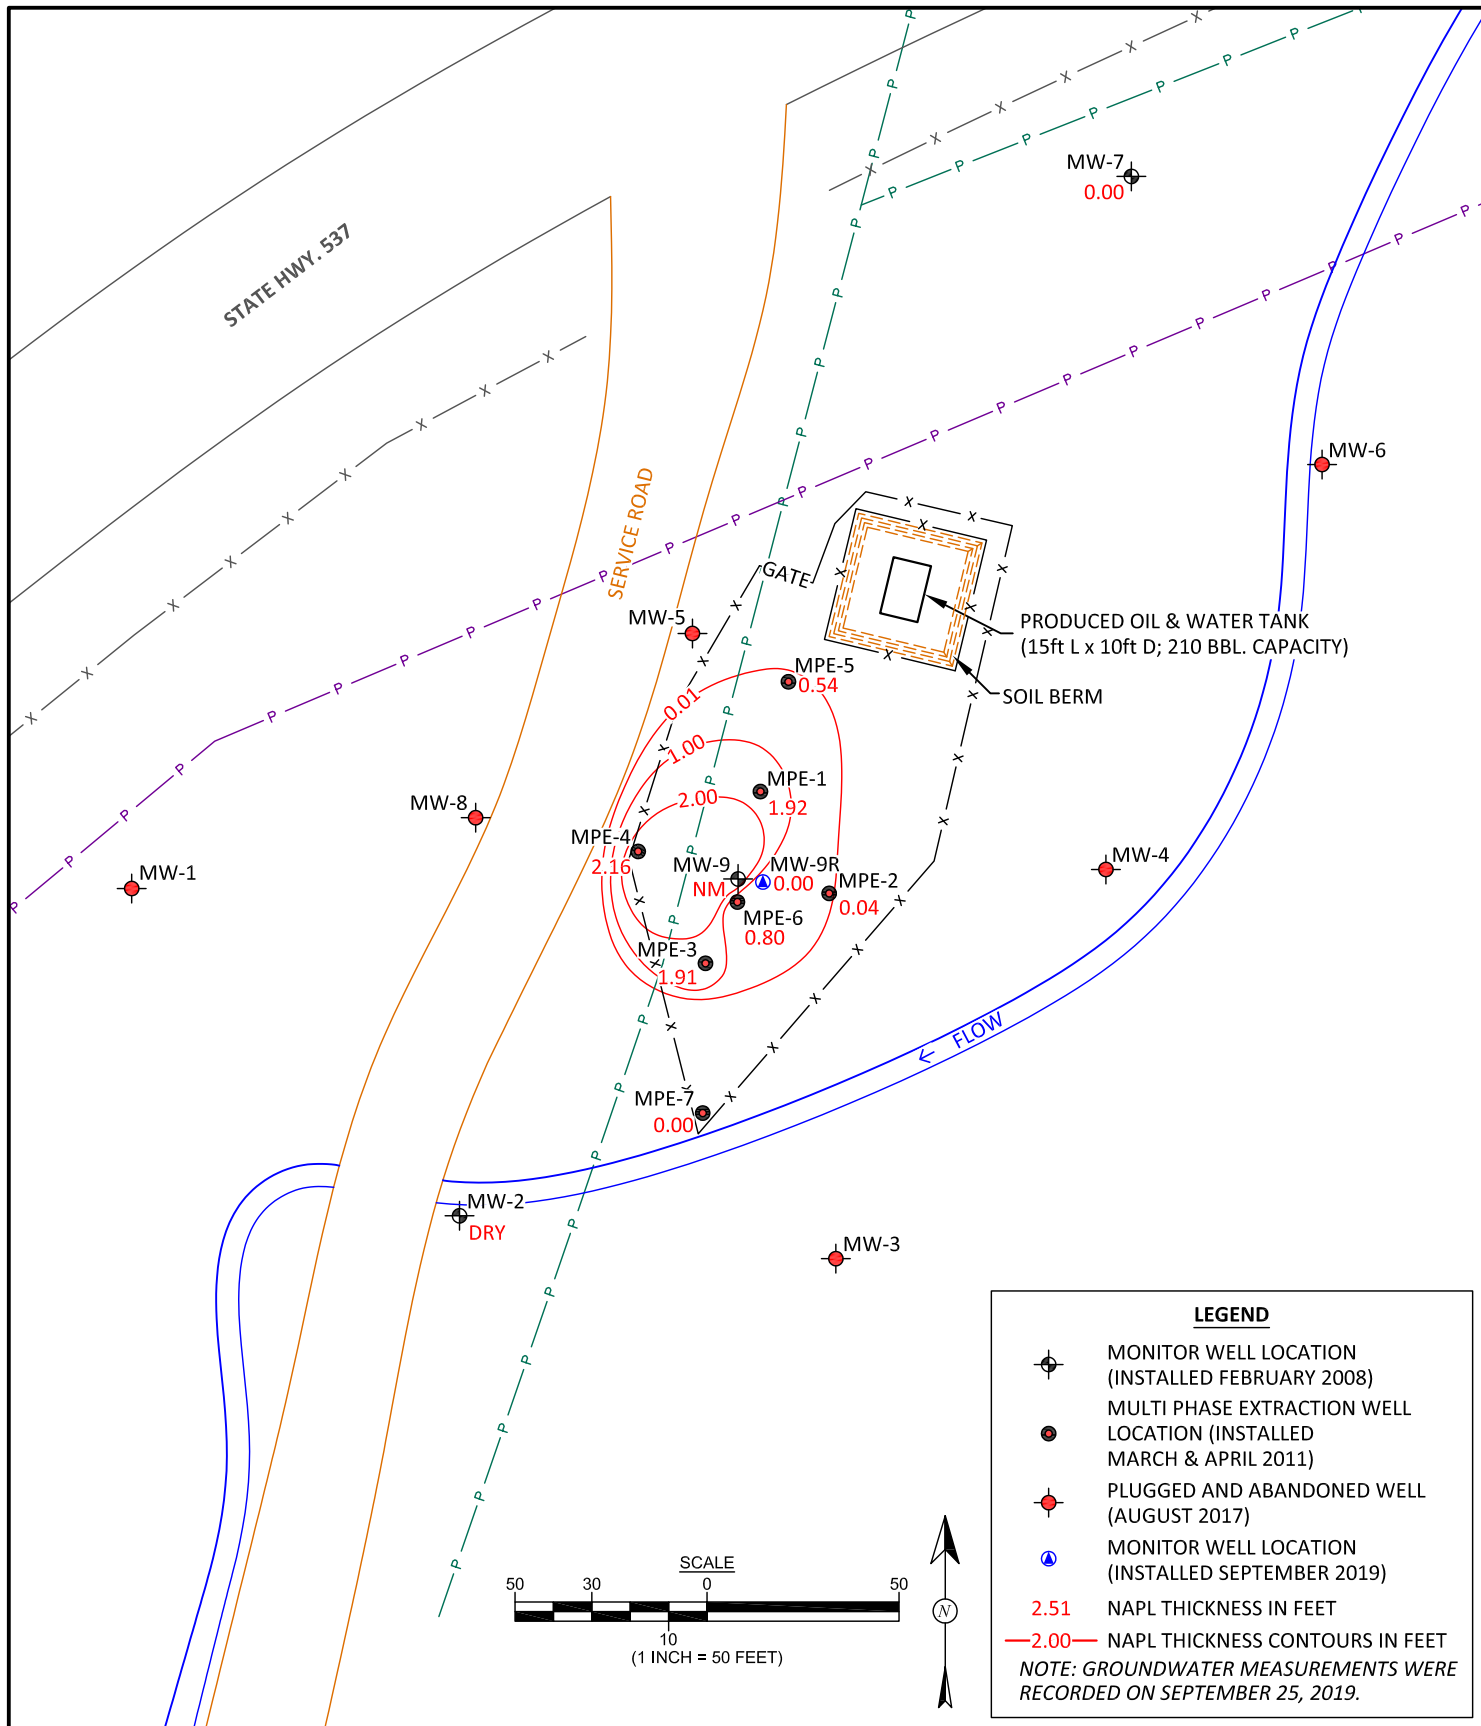 MW-7
0.00
STATE HWY. 537
MW-6
SERVICE ROAD
GATE
MW-5
PRODUCED OIL & WATER TANK
(15ft L x 10ft D; 210 BBL. CAPACITY)
SOIL BERM
MPE-5
0.54
0.01
1.00
2.00
MPE-1
1.92
MW-8
MPE-4
2.16
MW-1
MW-9
NM
MW-9R
0.00
MPE-2
0.04
MW-4
MPE-6
0.80
MPE-3
1.91
← FLOW
MPE-7
0.00
MW-2
DRY
MW-3
SCALE
50 30 0 50
10
(1 INCH = 50 FEET)
N
LEGEND
MONITOR WELL LOCATION
(INSTALLED FEBRUARY 2008)
MULTI PHASE EXTRACTION WELL
LOCATION (INSTALLED
MARCH & APRIL 2011)
PLUGGED AND ABANDONED WELL
(AUGUST 2017)
MONITOR WELL LOCATION
(INSTALLED SEPTEMBER 2019)
2.51 NAPL THICKNESS IN FEET
2.00 NAPL THICKNESS CONTOURS IN FEET
NOTE: GROUNDWATER MEASUREMENTS WERE
RECORDED ON SEPTEMBER 25, 2019.